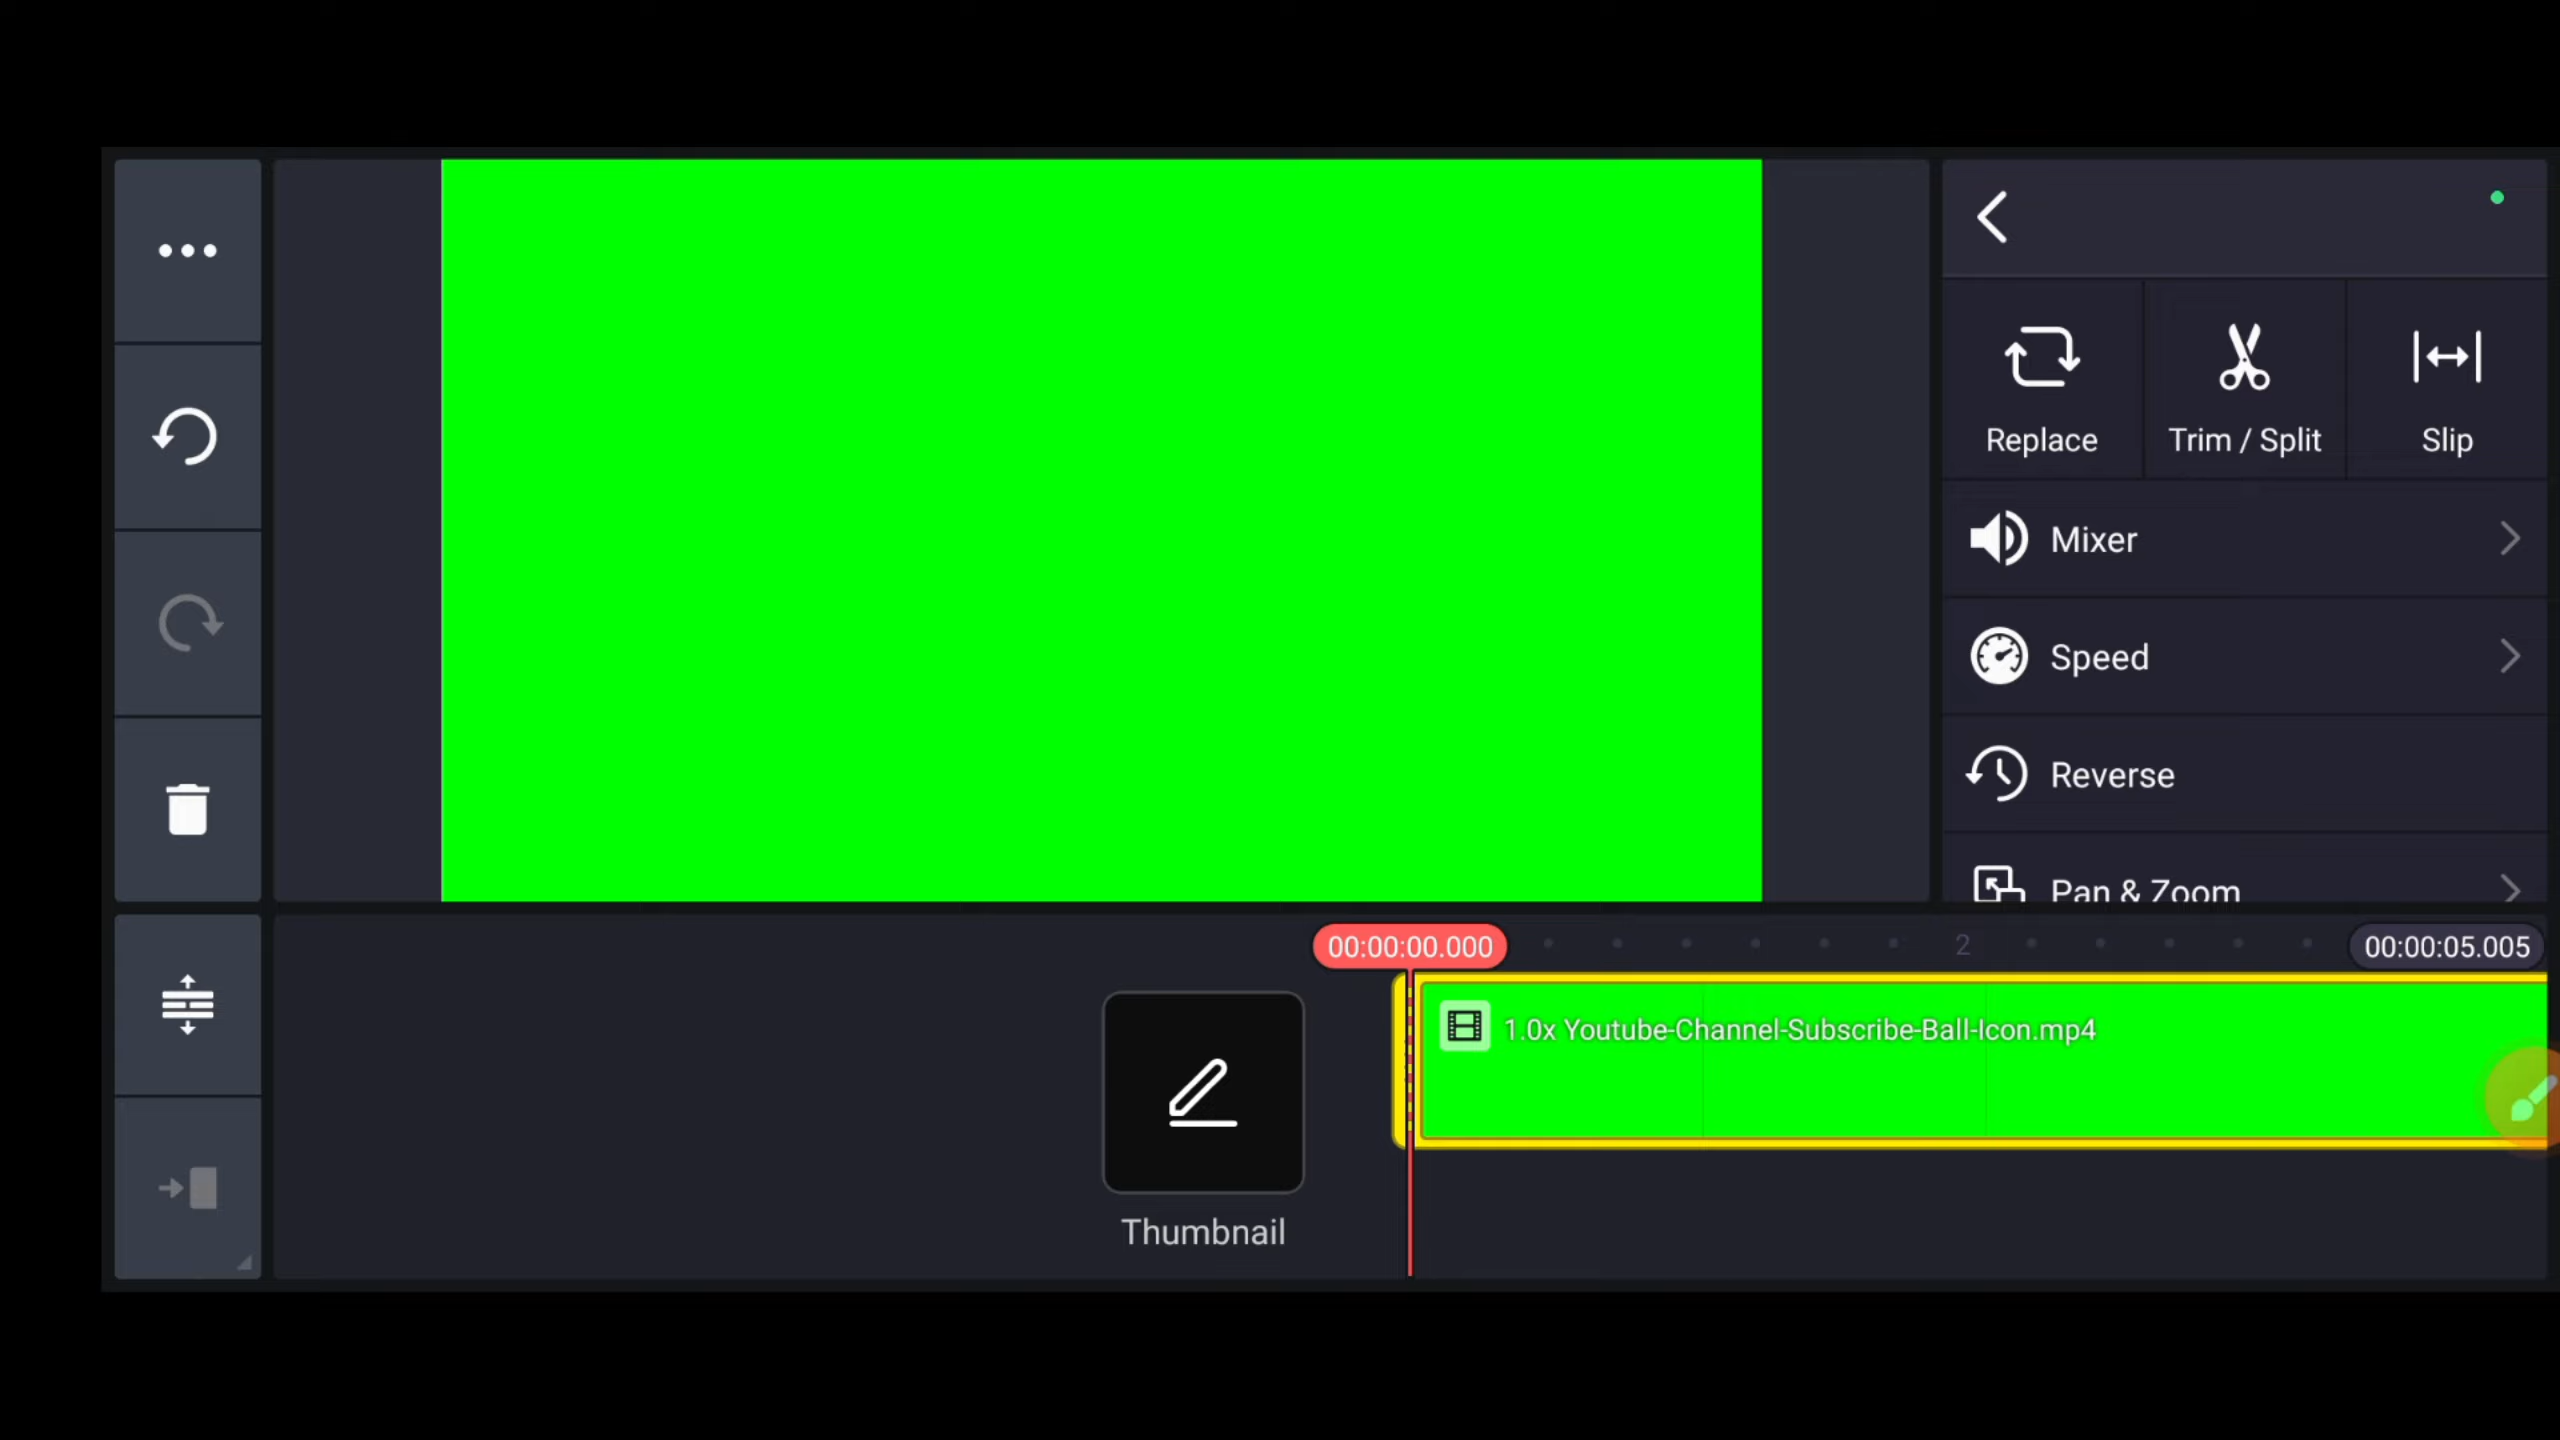 Replace
Trim / Split
Slip
Mixer
Speed
Reverse
Pan & Zoom
00:00:00.000
2
00:00:05.005
1.0x Youtube-Channel-Subscribe-Ball-Icon.mp4
Thumbnail